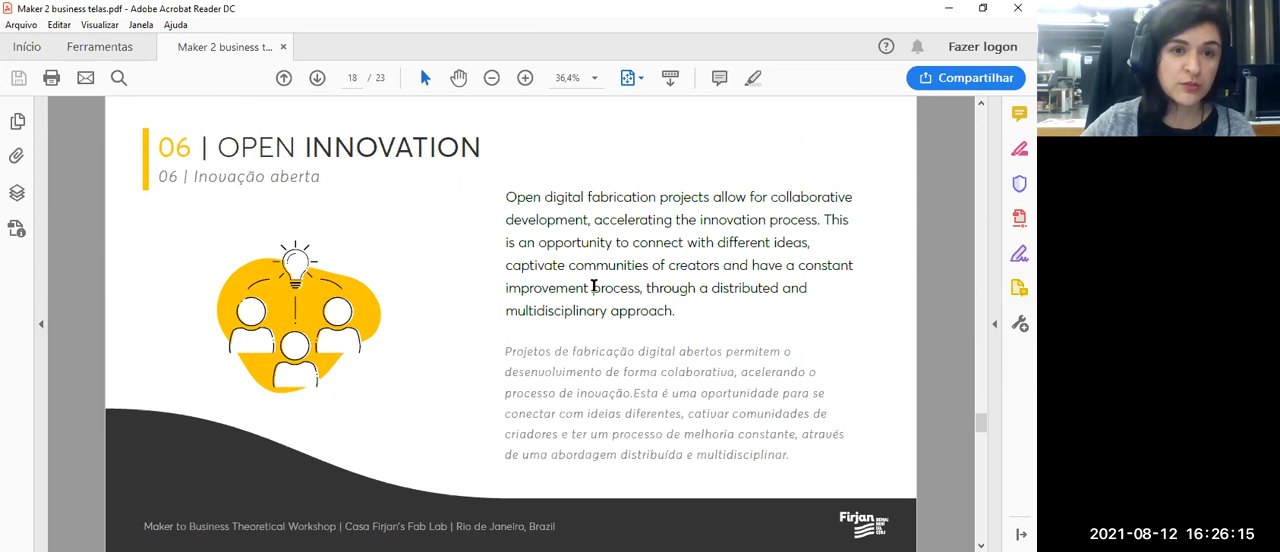 Maker 2 business telas.pdf - Adobe Acrobat Reader DC
Arquivo Editar Visualizar Janela Ajuda
Início Ferramentas Maker 2 business t... × Fazer logon
18 / 23 36,4% Compartilhar
06 | OPEN INNOVATION
06 | Inovação aberta
Open digital fabrication projects allow for collaborative
development, accelerating the innovation process. This
is an opportunity to connect with different ideas,
captivate communities of creators and have a constant
improvement process, through a distributed and
multidisciplinary approach.
Projetos de fabricação digital abertos permitem o
desenvolvimento de forma colaborativa, acelerando o
processo de inovação.Esta é uma oportunidade para se
conectar com ideias diferentes, cativar comunidades de
criadores e ter um processo de melhoria constante, através
de uma abordagem distribuída e multidisciplinar.
Maker to Business Theoretical Workshop | Casa Firjan's Fab Lab | Rio de Janeiro, Brazil
Firjan
2021-08-12 16:26:15